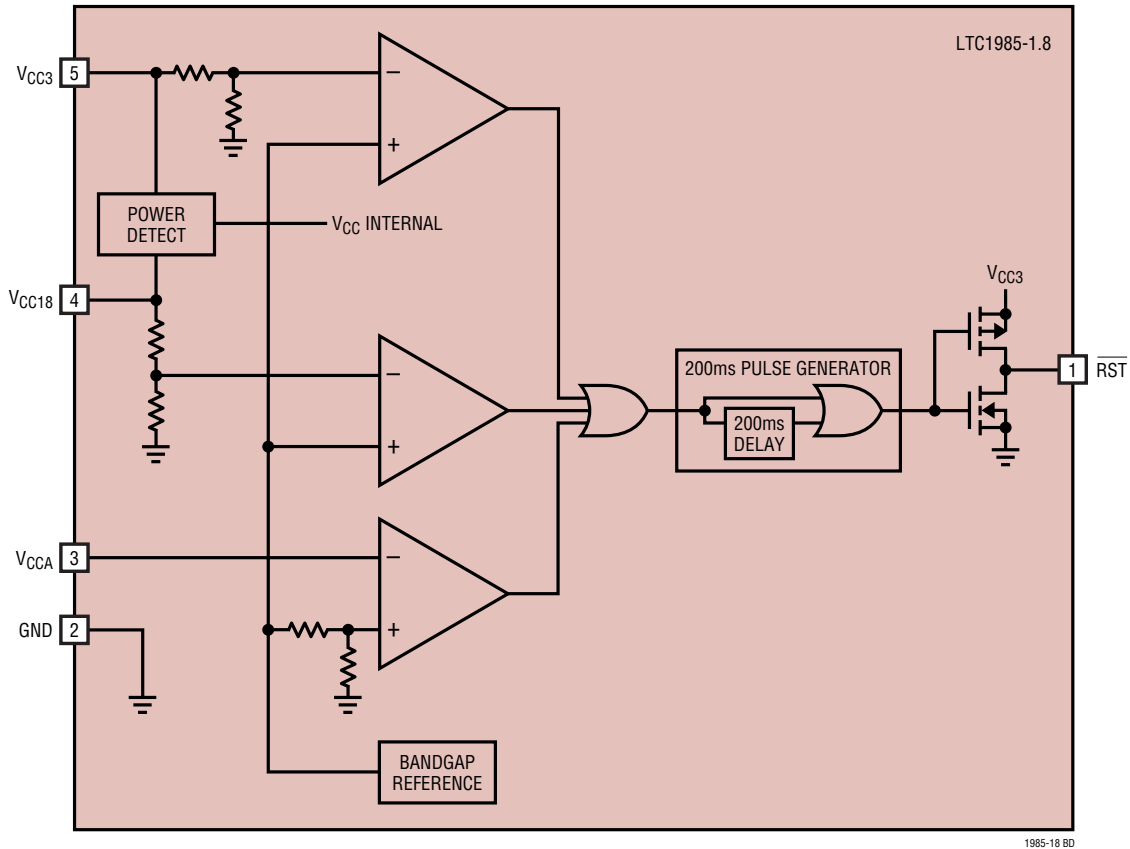 LTC1985-1.8
VCC3
5
−
+
POWER
DETECT
VCC INTERNAL
VCC18
4
−
+
VCC3
200ms PULSE GENERATOR
200ms
DELAY
1
RST
VCCA
3
−
GND
2
+
BANDGAP
REFERENCE
1985-18 BD